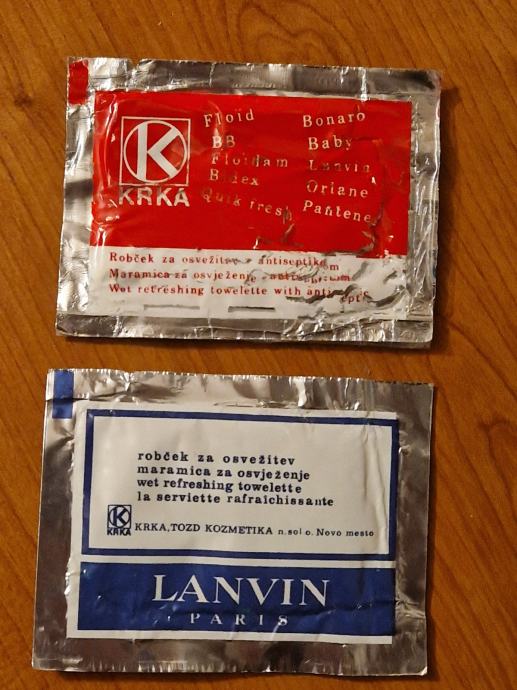 KRKA
Floid Bonaro
BB Baby
Floidam Lanvin
Bidex Oriane
Quik fresh Pantene
Robček za osvežitev z antiseptikom
Maramica za osvježenje
Wet refreshing towelette with
robček za osvežitev
maramica za osvježenje
wet refreshing towelette
la serviette rafraichissante
KRKA KRKA, TOZD KOZMETIKA n.sol o. Novo mesto
LANVIN
PARIS